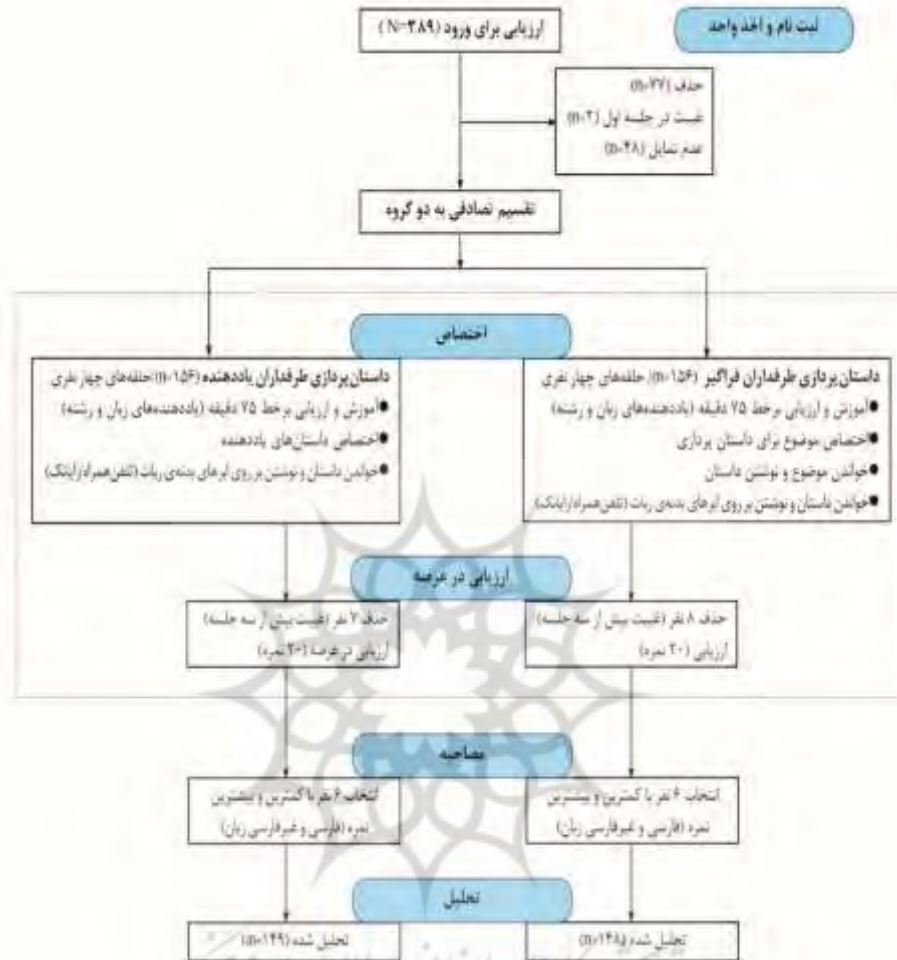 ثبت نام و اخذ واحد
ارزیابی برای ورود (N=۳۸۹)
حذف (n=۷۷)
غیبت در جلسه اول (n=۲)
عدم تمایل (n=۴۸)
تقسیم تصادفی به دو گروه
اختصاص
داستان‌پردازی طرفداران فراگیر (n=۱۵۶)، حلقه‌های چهار نفری
●آموزش و ارزیابی برخط ۷۵ دقیقه (یاددهنده‌های زبان و رشته)
●اختصاص موضوع برای داستان پردازی
●خواندن موضوع و نوشتن داستان
●خواندن داستان و نوشتن بر روی ابرهای بدنه‌ی ربات (تلفن همراه/رایانک)
داستان‌پردازی طرفداران یاددهنده (n=۱۵۶)؛حلقه‌های چهار نفری
●آموزش و ارزیابی برخط ۷۵ دقیقه (یاددهنده‌های زبان و رشته)
●اختصاص داستان‌های یاددهنده
●خواندن داستان و نوشتن بر روی ابرهای بدنه‌ی ربات (تلفن همراه/رایانک)
ارزیابی در عرصه
حذف ۸ نفر (غیبت بیش از سه جلسه)
ارزیابی (۲۰ نمره)
حذف ۷ نفر (غیبت بیش از سه جلسه)
ارزیابی در عرصه (۲۰ نمره)
مصاحبه
انتخاب ۶ نفر با کمترین و بیشترین
نمره (فارسی و غیرفارسی زبان)
انتخاب ۶ نفر با کمترین و بیشترین
نمره (فارسی و غیرفارسی زبان)
تحلیل
تحلیل شده (n=۱۴۸)
تحلیل شده (n=۱۴۹)